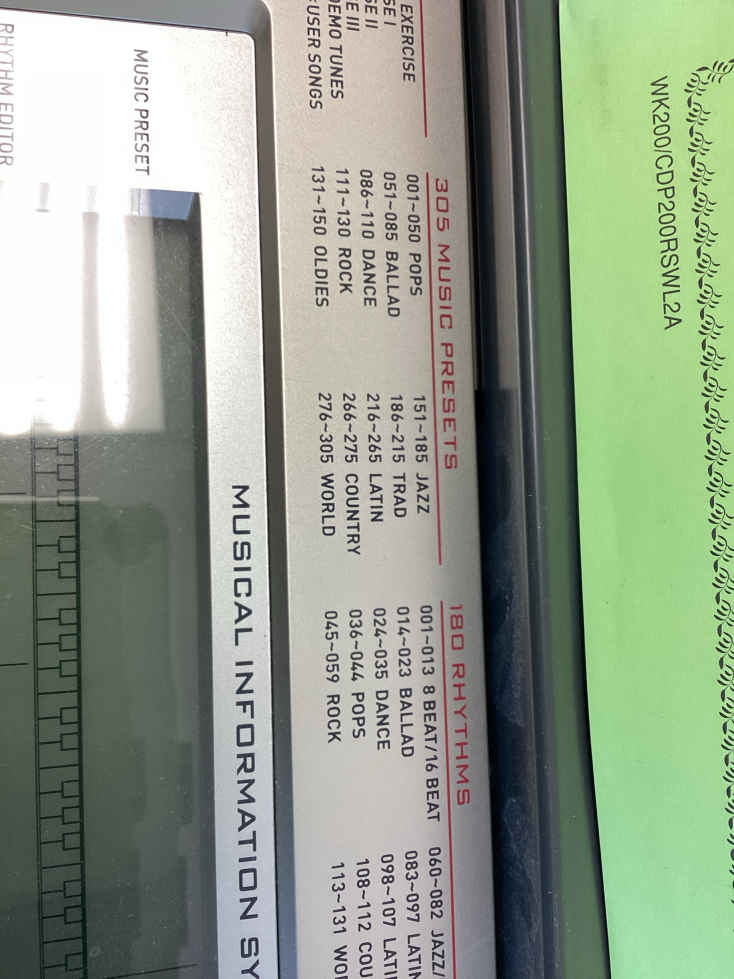 WK200/CDP200RSWL2A
EXERCISE
DEMO TUNES
USER SONGS
305 MUSIC PRESETS
001~050 POPS
051~085 BALLAD
086~110 DANCE
111~130 ROCK
131~150 OLDIES
151~185 JAZZ
186~215 TRAD
216~265 LATIN
266~275 COUNTRY
276~305 WORLD
180 RHYTHMS
001~013 8 BEAT/16 BEAT
014~023 BALLAD
024~035 DANCE
036~044 POPS
045~059 ROCK
060~082 JAZZ/
083~097 LATIN
098~107 LATI
108~112 COU
113~131 WOR
MUSICAL INFORMATION SY
MUSIC PRESET
RHYTHM EDITOR